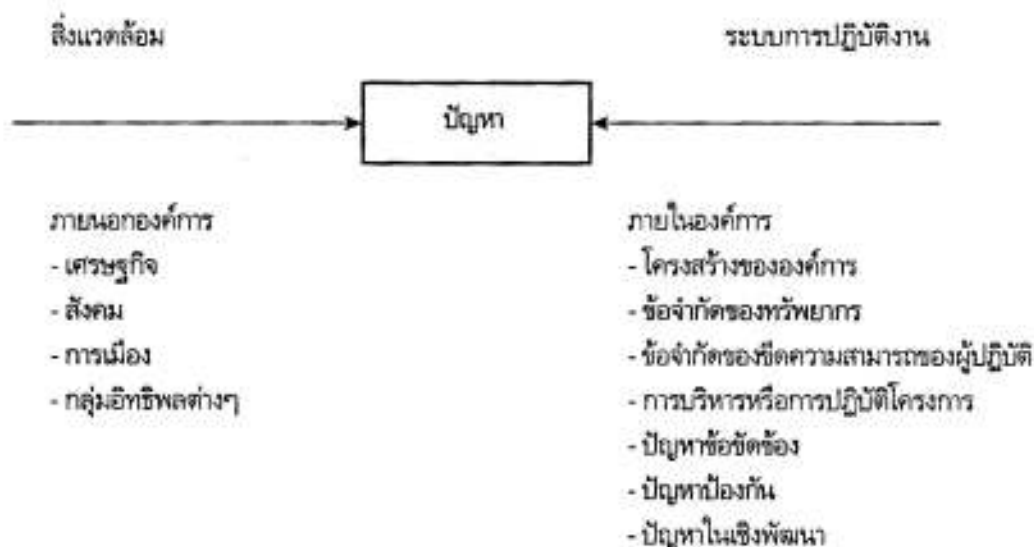 สิ่งแวดล้อม
ระบบการปฏิบัติงาน
ปัญหา
ภายนอกองค์การ
- เศรษฐกิจ
- สังคม
- การเมือง
- กลุ่มอิทธิพลต่างๆ
ภายในองค์การ
- โครงสร้างขององค์การ
- ข้อจำกัดของทรัพยากร
- ข้อจำกัดของขีดความสามารถของผู้ปฏิบัติ
- การบริหารหรือการปฏิบัติโครงการ
- ปัญหาข้อขัดข้อง
- ปัญหาป้องกัน
- ปัญหาในเชิงพัฒนา